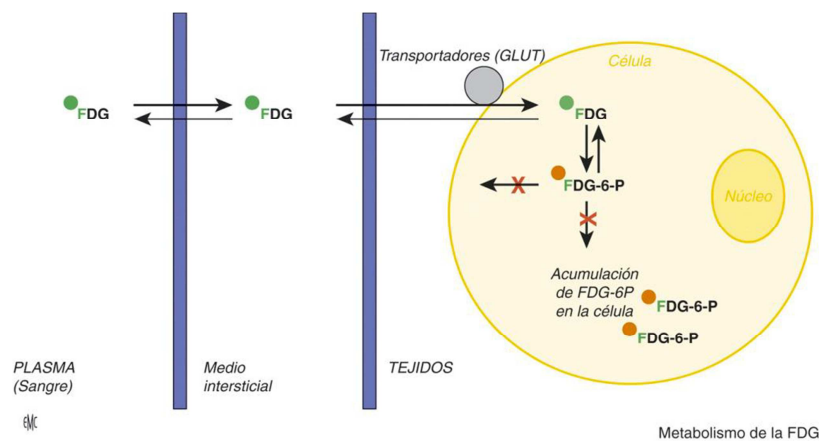 Transportadores (GLUT)
Célula
FDG
FDG
FDG
FDG-6-P
Núcleo
Acumulación
de FDG-6P
en la célula
FDG-6-P
FDG-6-P
PLASMA
(Sangre)
Medio
intersticial
TEJIDOS
EMC
Metabolismo de la FDG